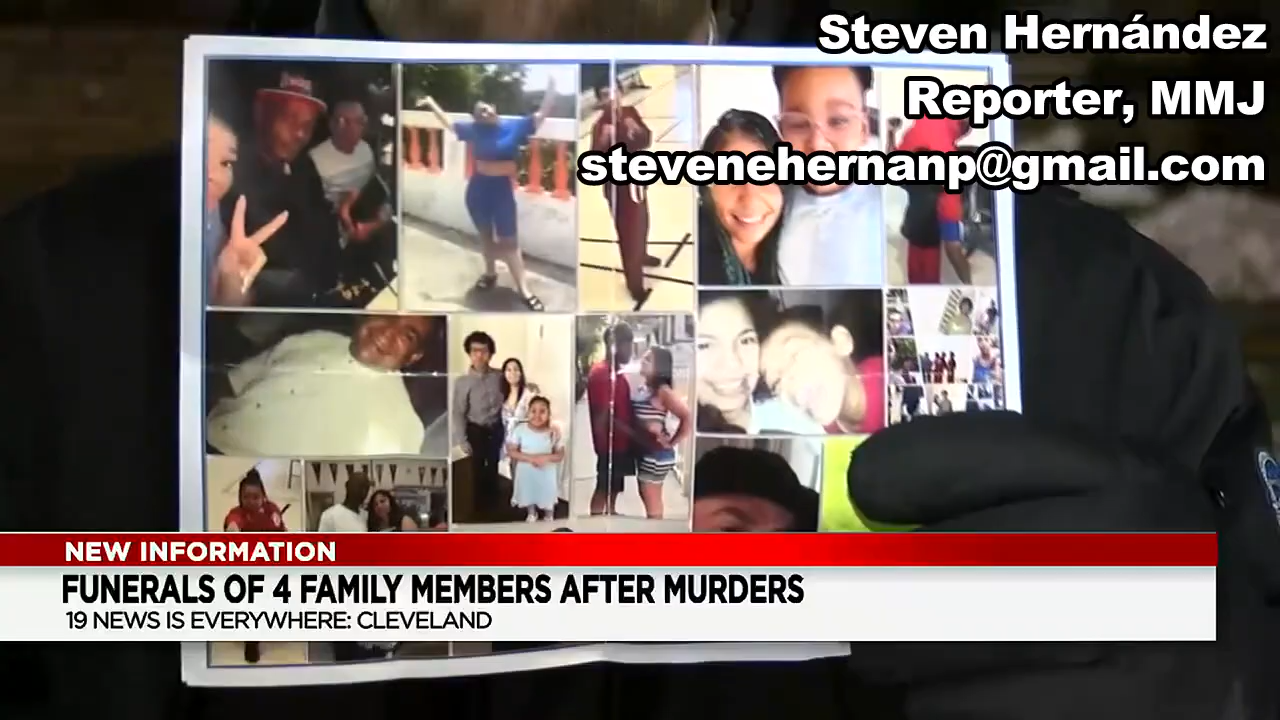 Steven Hernández
Reporter, MMJ
stevenehernanp@gmail.com
NEW INFORMATION
FUNERALS OF 4 FAMILY MEMBERS AFTER MURDERS
19 NEWS IS EVERYWHERE: CLEVELAND